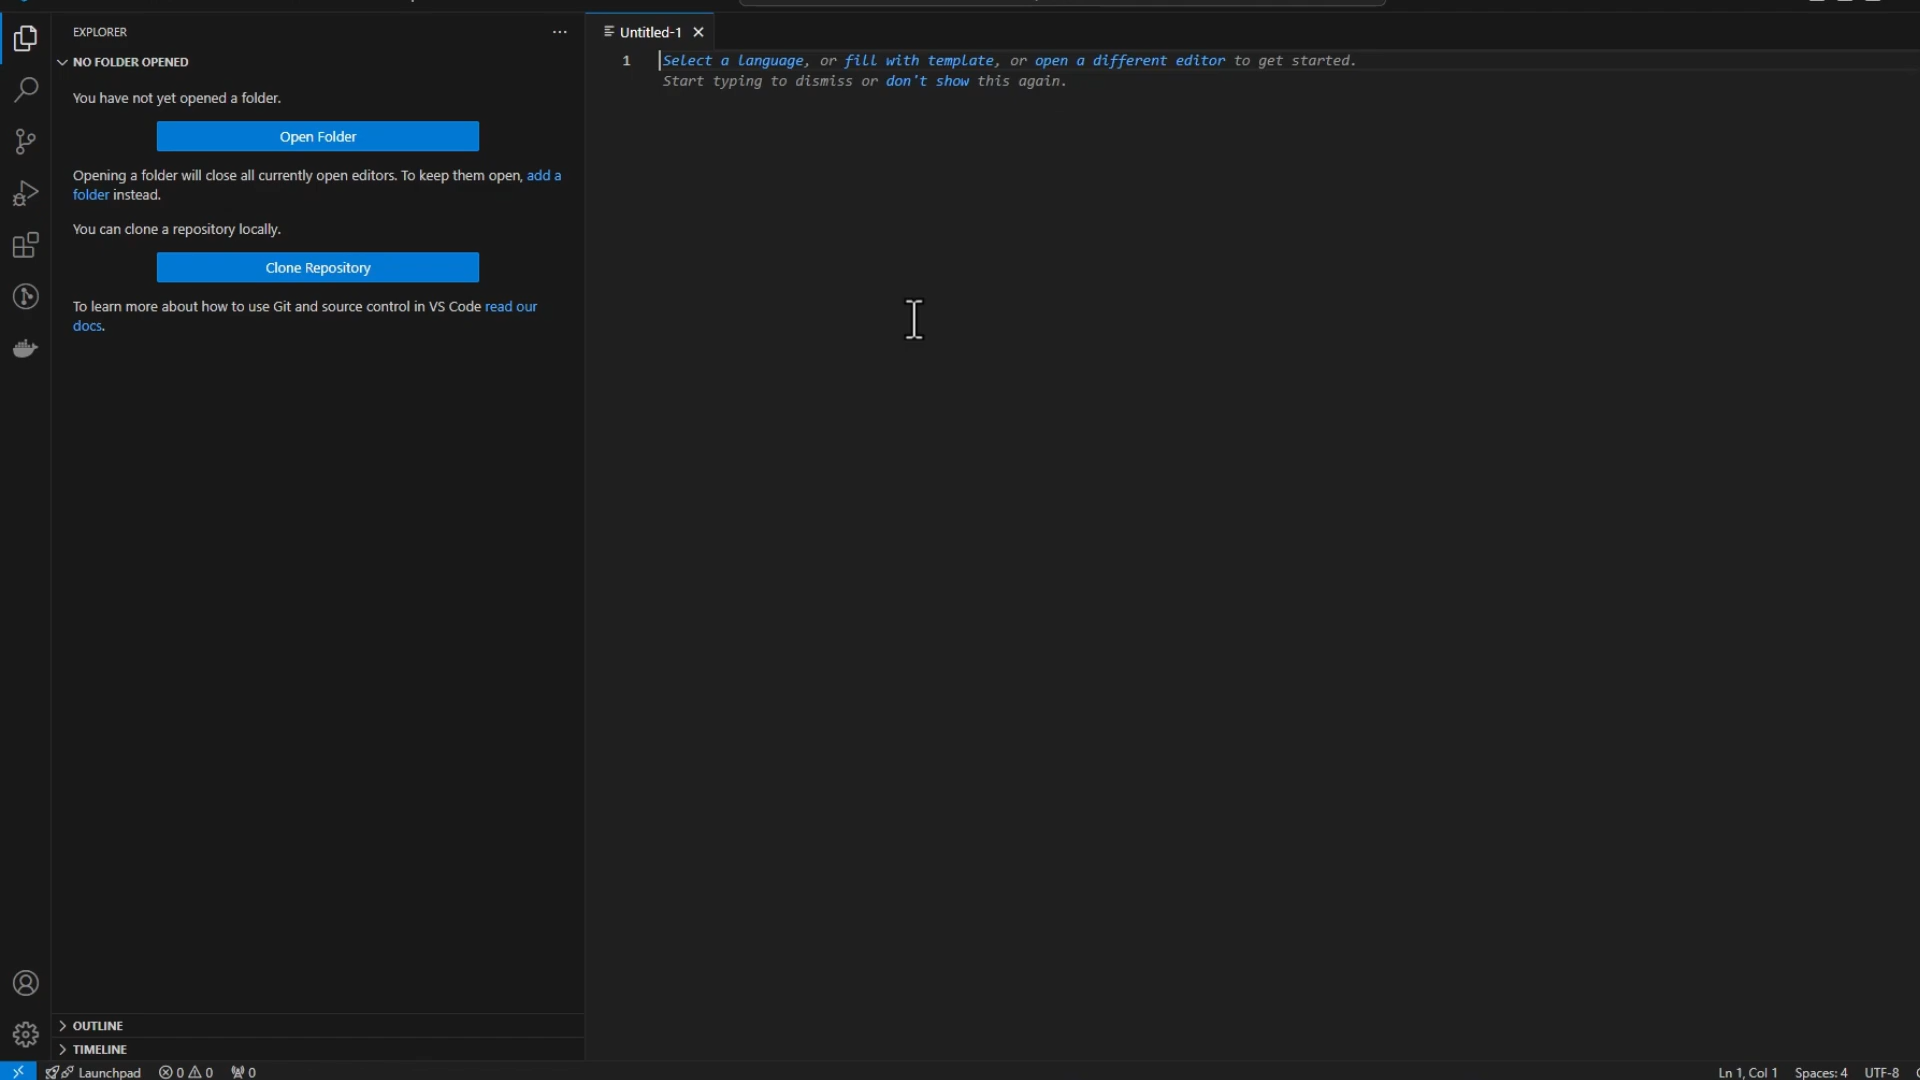 EXPLORER
NO FOLDER OPENED
You have not yet opened a folder.
Open Folder
Opening a folder will close all currently open editors. To keep them open, add a
folder instead.
You can clone a repository locally.
Clone Repository
To learn more about how to use Git and source control in VS Code read our
docs.
OUTLINE
TIMELINE
Untitled-1
1 Select a language, or fill with template, or open a different editor to get started.
Start typing to dismiss or don't show this again.
Launchpad 0 0 0 Ln 1, Col 1 Spaces: 4 UTF-8